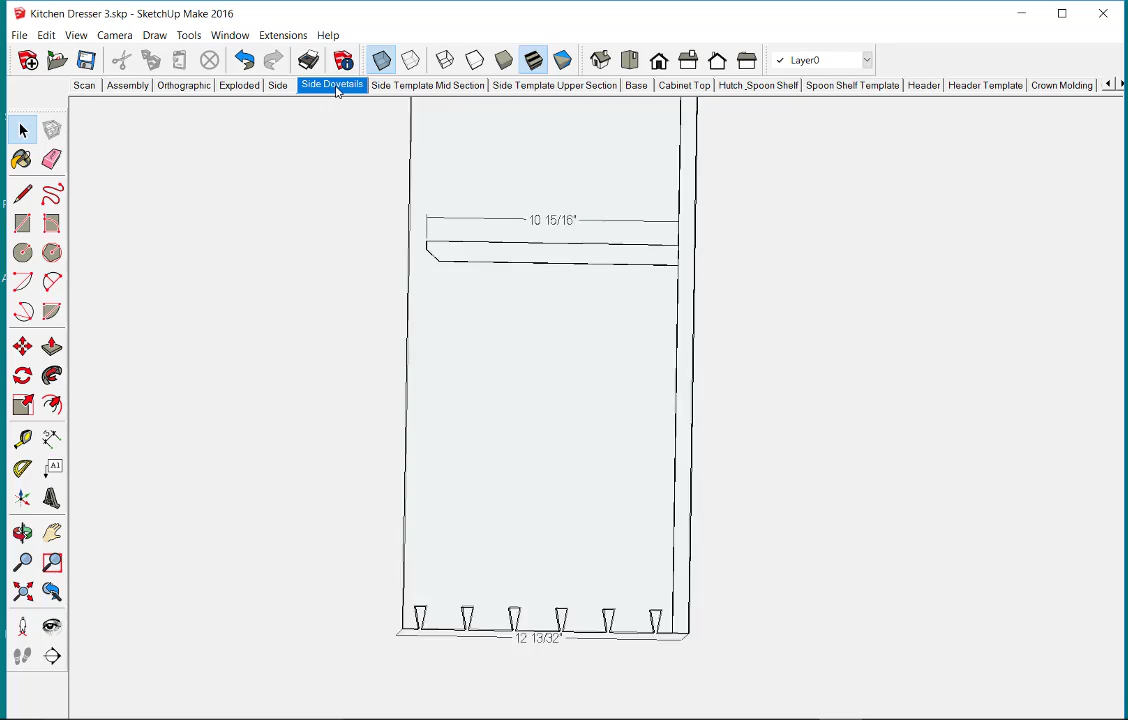 Kitchen Dresser 3.skp - SketchUp Make 2016
File Edit View Camera Draw Tools Window Extensions Help
Layer0
Scan Assembly Orthographic Exploded Side Side Dovetails Side Template Mid Section Side Template Upper Section Base Cabinet Top Hutch_Spoon Shelf Spoon Shelf Template Header Header Template Crown Molding
10 15/16"
A1
12 13/32"